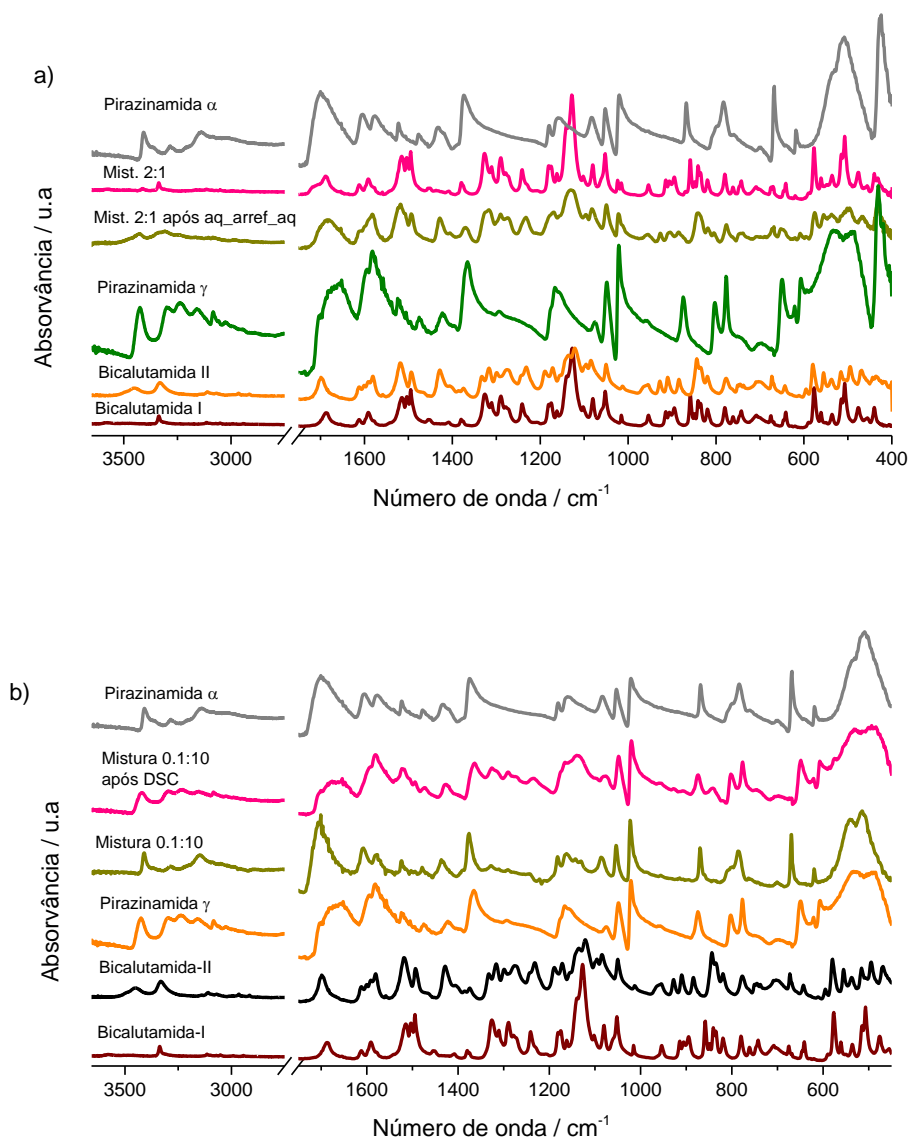 a)
Absorvância / u.a
Pirazinamida α
Mist. 2:1
Mist. 2:1 após aq_arref_aq
Pirazinamida γ
Bicalutamida II
Bicalutamida I
3500 3000 1600 1400 1200 1000 800 600 400
Número de onda / cm-1
b)
Absorvância / u.a
Pirazinamida α
Mistura 0.1:10
após DSC
Mistura 0.1:10
Pirazinamida γ
Bicalutamida-II
Bicalutamida-I
3500 3000 1600 1400 1200 1000 800 600
Número de onda / cm-1